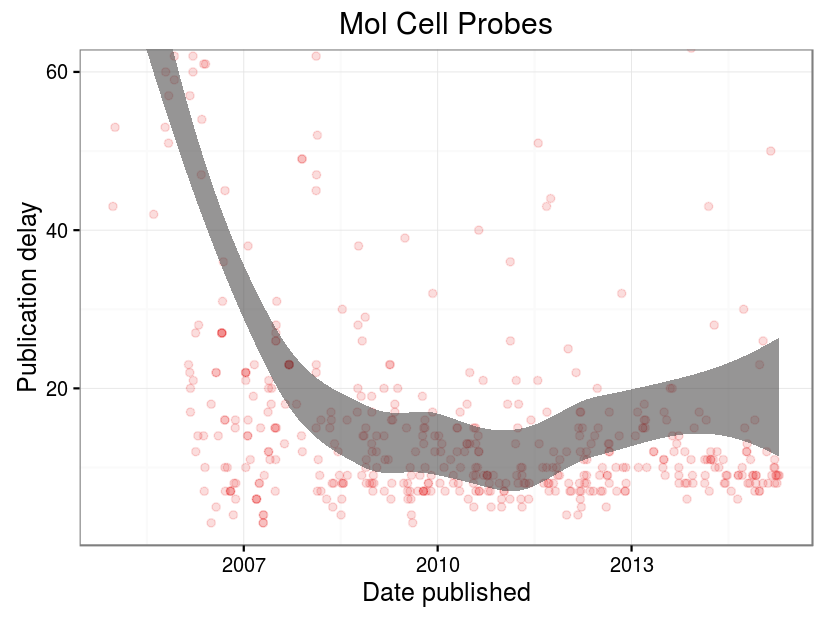 Mol Cell Probes
Publication delay
60
40
20
2007 2010 2013
Date published